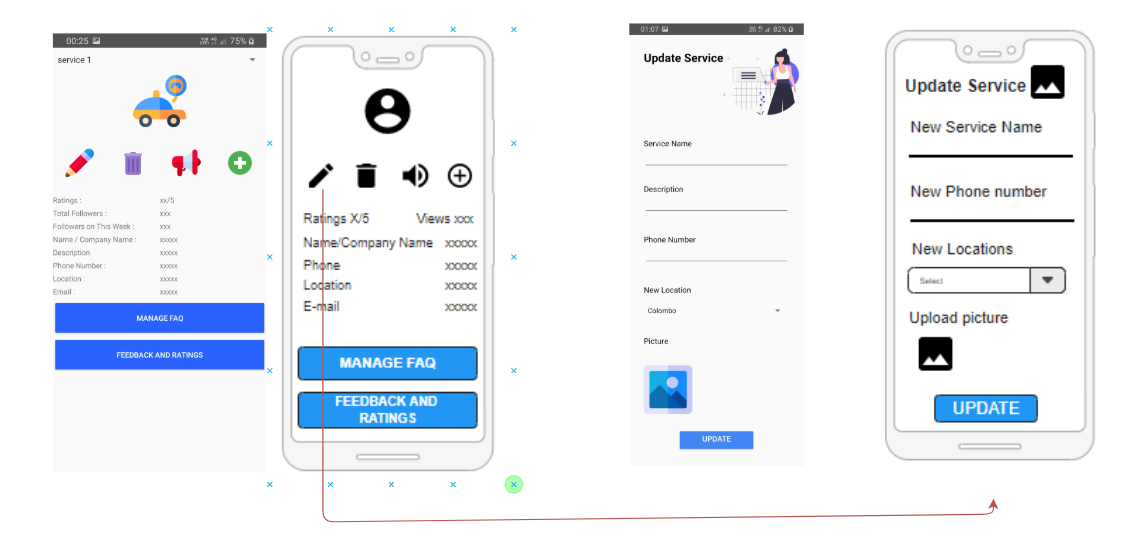 00:25
75%
service 1
Ratings :
xx/5
Total Followers :
xxx
Followers on This Week :
xxx
Name / Company Name :
xxxxx
Description
xxxxx
Phone Number :
xxxxx
Location :
xxxxx
Email :
xxxxx
MANAGE FAQ
FEEDBACK AND RATINGS
Ratings X/5
Views xxx
Name/Company Name xxxxx
Phone xxxxx
Location xxxxx
E-mail xxxxx
MANAGE FAQ
FEEDBACK AND
RATINGS
01:07
82%
Update Service
Service Name
Description
Phone Number
New Location
Colombo
Picture
UPDATE
Update Service
New Service Name
New Phone number
New Locations
Select
Upload picture
UPDATE